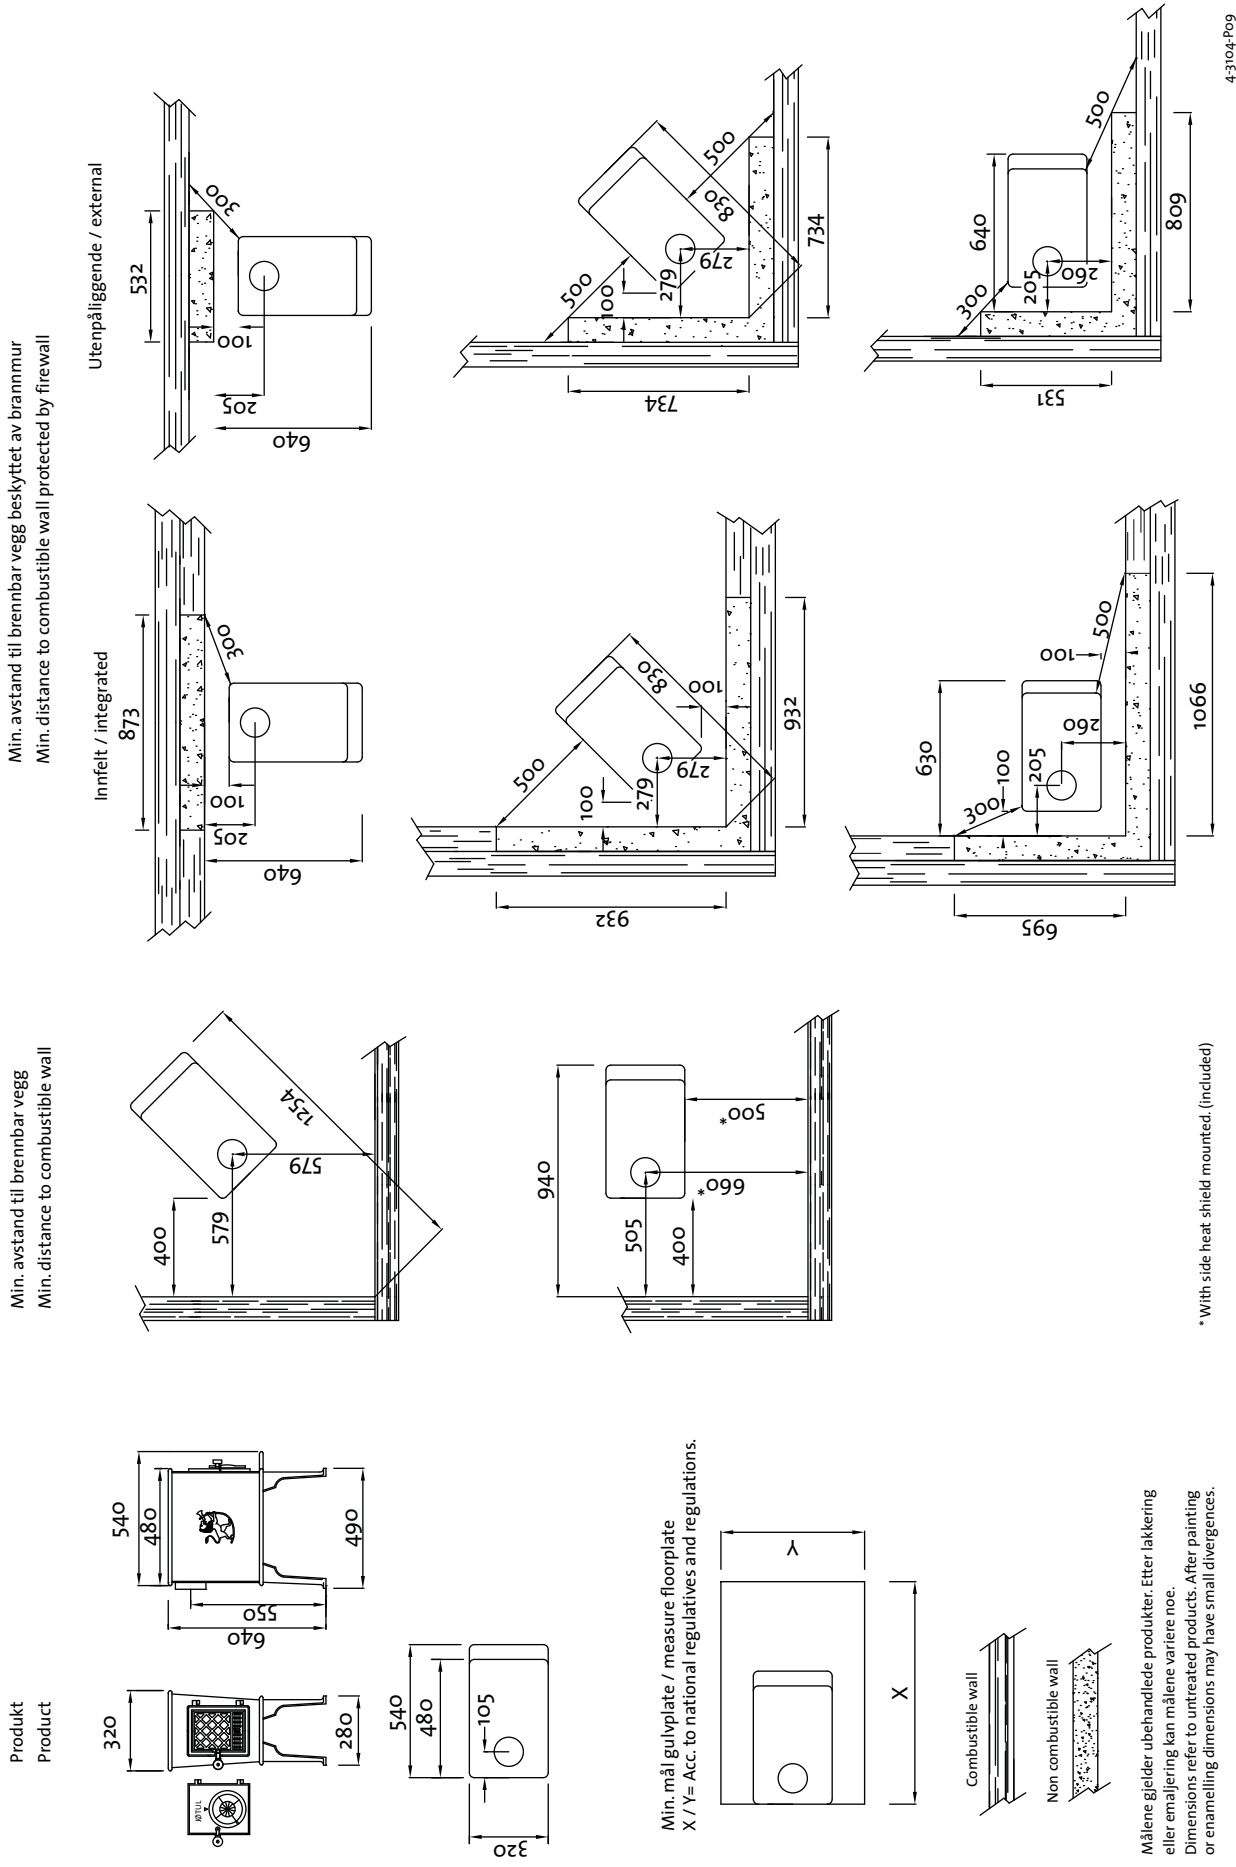 Produkt
Product
320
280
JØTUL
540
480
640
550
490
540
480
105
320
Min. mål gulvplate / measure floorplate
X / Y= Acc. to national regulatives and regulations.
Y
X
Combustible wall
Non combustible wall
Målene gjelder ubehandlede produkter. Etter lakkering
eller emaljering kan målene variere noe.
Dimensions refer to untreated products. After painting
or enamelling dimensions may have small divergences.
Min. avstand til brennbar vegg
Min. distance to combustible wall
400
579
579
1254
940
505
400
660*
500*
* With side heat shield mounted. (included)
Min. avstand til brennbar vegg beskyttet av brannmur
Min. distance to combustible wall protected by firewall
Innfelt / integrated
873
300
100
205
640
500
830
100
100
279
279
932
932
630
100
205
300
260
100
500
695
1066
Utenpåliggende / external
532
300
100
205
640
500
500
830
100
279
279
734
734
640
300
205
260
500
531
809
4-3104-P09